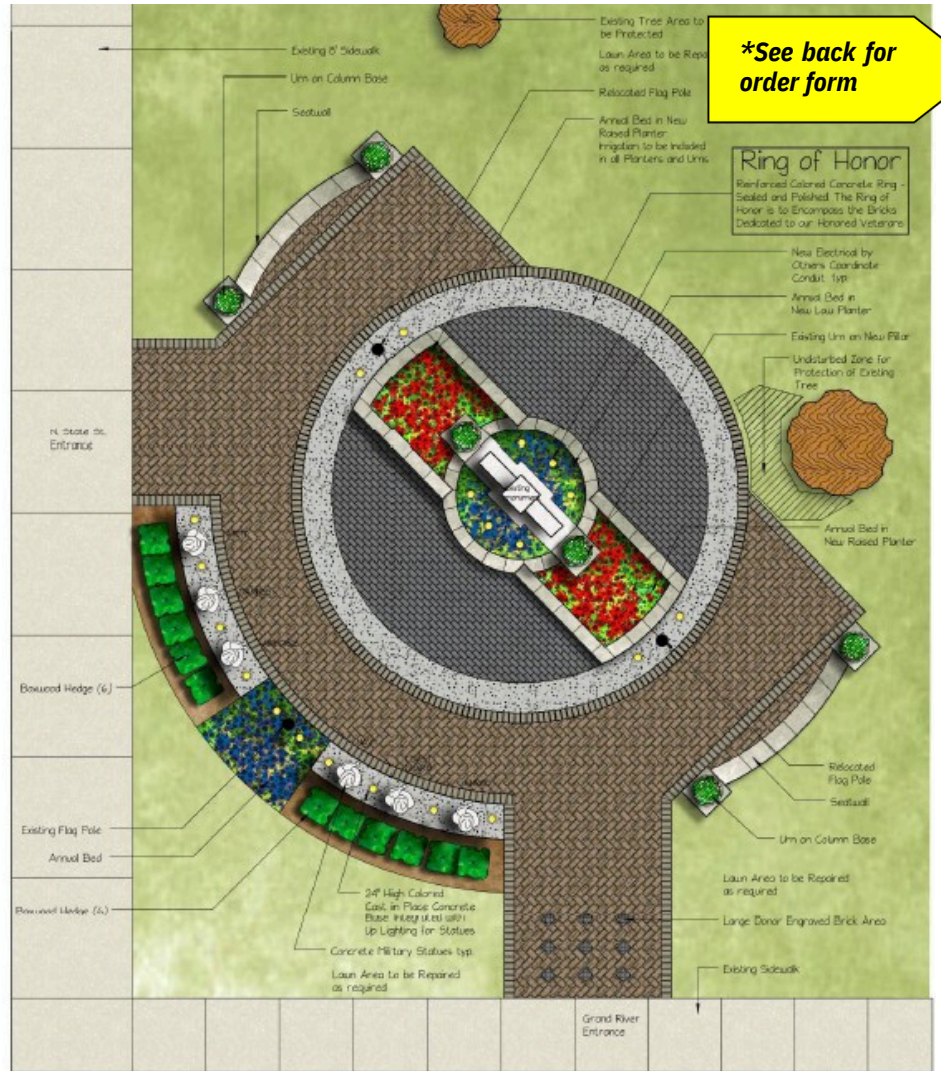 *See back for
order form
Existing Tree Area to
be Protected
Lawn Area to be
as required
Existing 8' Sidewalk
Urn on Column Base
Seatwall
Relocated Flag Pole
Annual Bed in New
Raised Planter
Irrigation to be Included
in all Planters and Urns
Ring of Honor
Reinforced Colored Concrete Ring -
Sealed and Polished. The Ring of
Honor is to Encompass the Bricks
Dedicated to our Honored Veterans
New Electrical by
Others Coordinate
Conduit typ.
Annual Bed in
New Low Planter
Existing Urn on New Pillar
Undisturbed Zone for
Protection of Existing
Tree
N. State St.
Entrance
Existing
Monument
Annual Bed in
New Raised Planter
Boxwood Hedge (6)
Existing Flag Pole
Annual Bed
Boxwood Hedge (6)
24" High Colored
Cast in Place Concrete
Base Integrated with
Up Lighting for Statues
Concrete Military Statues typ.
Lawn Area to be Repaired
as required
Relocated
Flag Pole
Seatwall
Urn on Column Base
Lawn Area to be Repaired
as required
Large Donor Engraved Brick Area
Existing Sidewalk
Grand River
Entrance